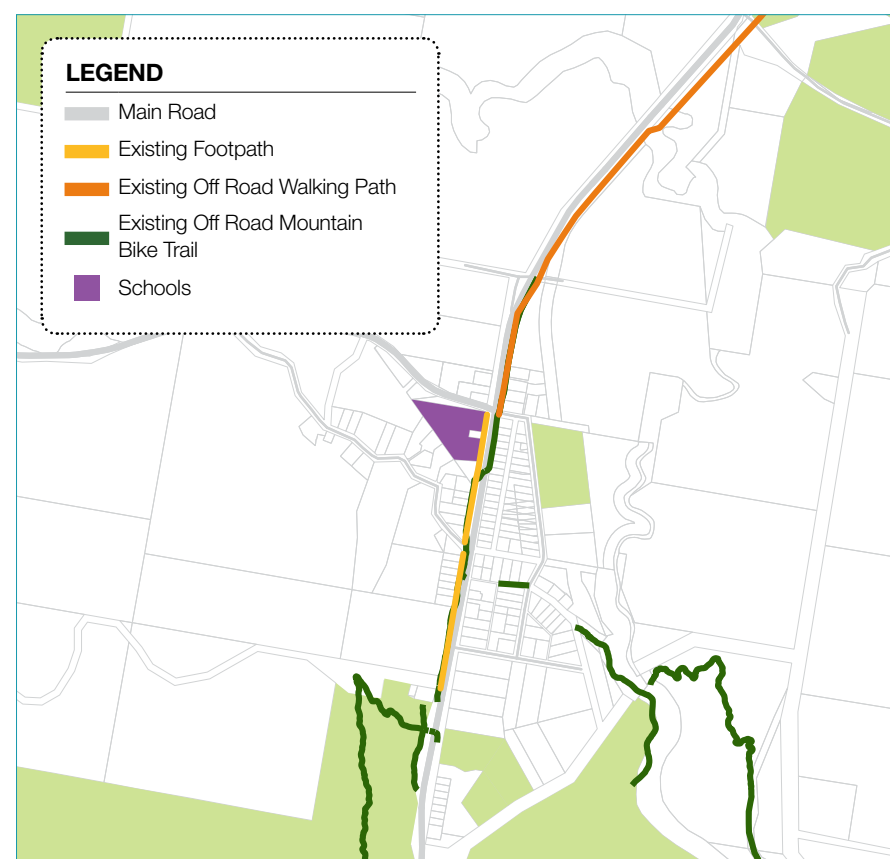 LEGEND
Main Road
Existing Footpath
Existing Off Road Walking Path
Existing Off Road Mountain
Bike Trail
Schools